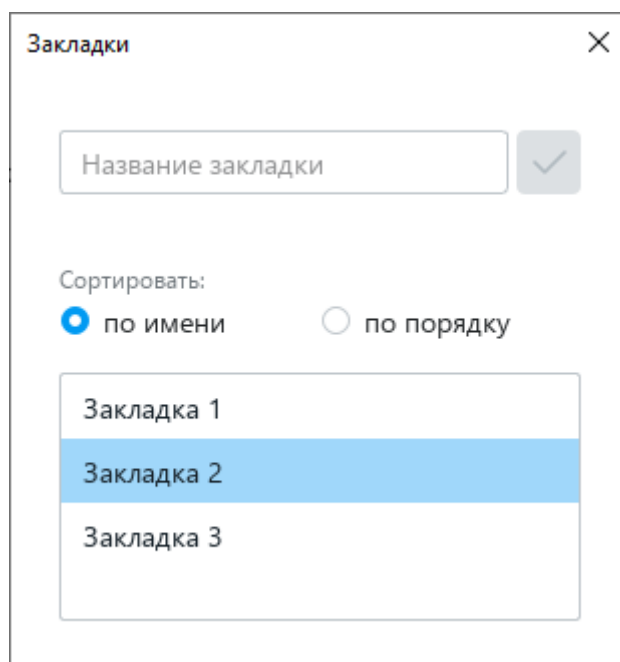 Закладки
Название закладки
Сортировать:
по имени по порядку
Закладка 1
Закладка 2
Закладка 3